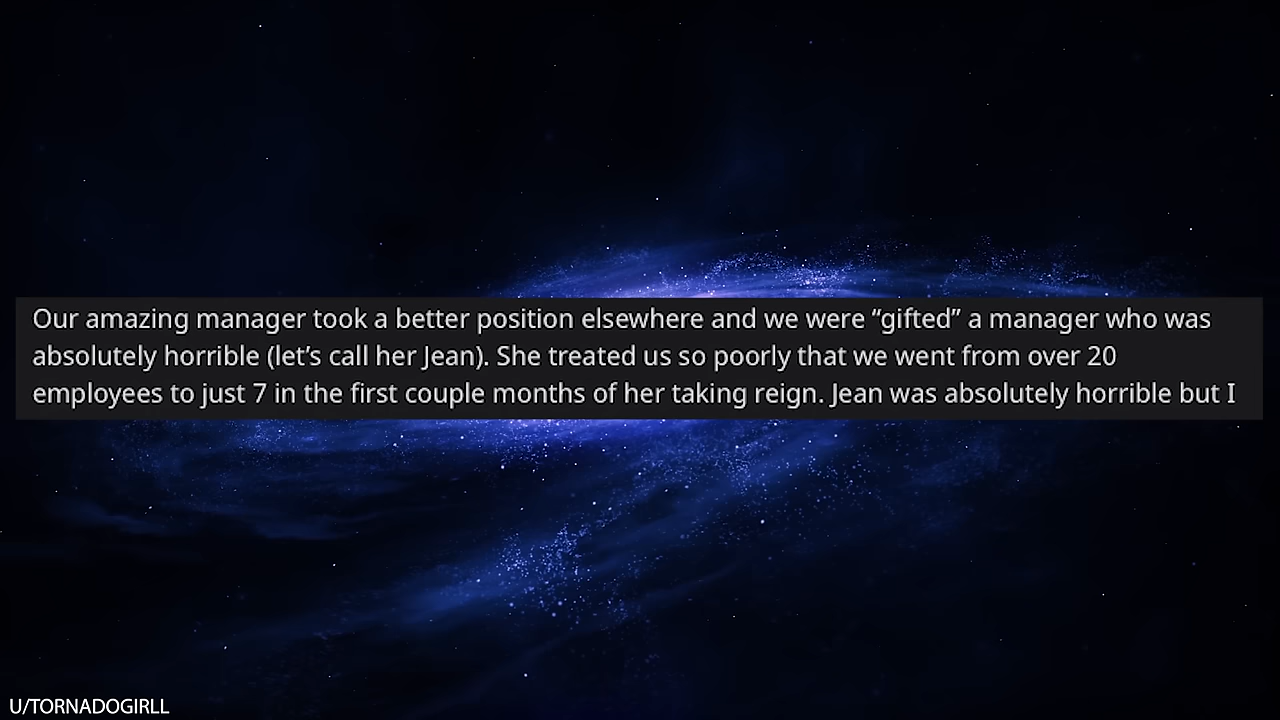 Our amazing manager took a better position elsewhere and we were “gifted” a manager who was
absolutely horrible (let’s call her Jean). She treated us so poorly that we went from over 20
employees to just 7 in the first couple months of her taking reign. Jean was absolutely horrible but I
U/TORNADOGIRLL